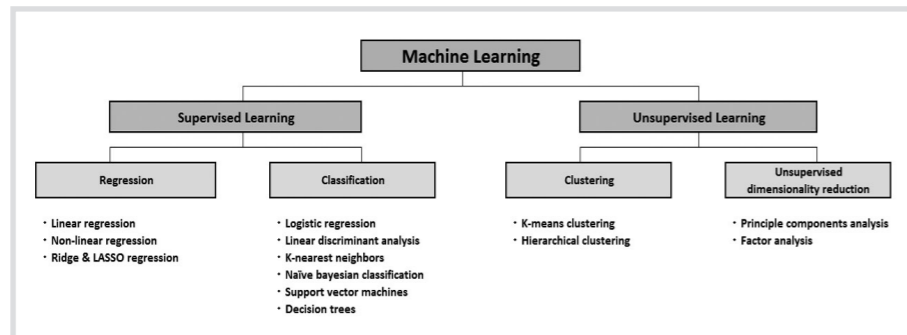 Machine Learning
Supervised Learning
Unsupervised Learning
Regression
Classification
Clustering
Unsupervised
dimensionality reduction
・Linear regression
・Non-linear regression
・Ridge & LASSO regression
・Logistic regression
・Linear discriminant analysis
・K-nearest neighbors
・Naïve bayesian classification
・Support vector machines
・Decision trees
・K-means clustering
・Hierarchical clustering
・Principle components analysis
・Factor analysis